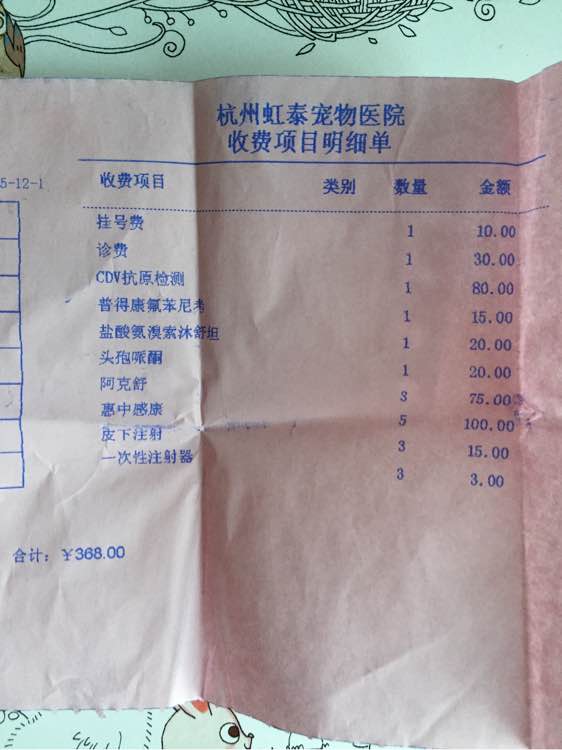 杭州虹泰宠物医院
收费项目明细单
5-12-1
收费项目 类别 数量 金额
挂号费 1 10.00
诊费 1 30.00
CDV抗原检测 1 80.00
普得康氟苯尼考 1 15.00
盐酸氨溴索沐舒坦 1 20.00
头孢哌酮 1 20.00
阿克舒 3 75.00
惠中感康 5 100.00
皮下注射 3 15.00
一次性注射器 3 3.00
合计：¥368.00